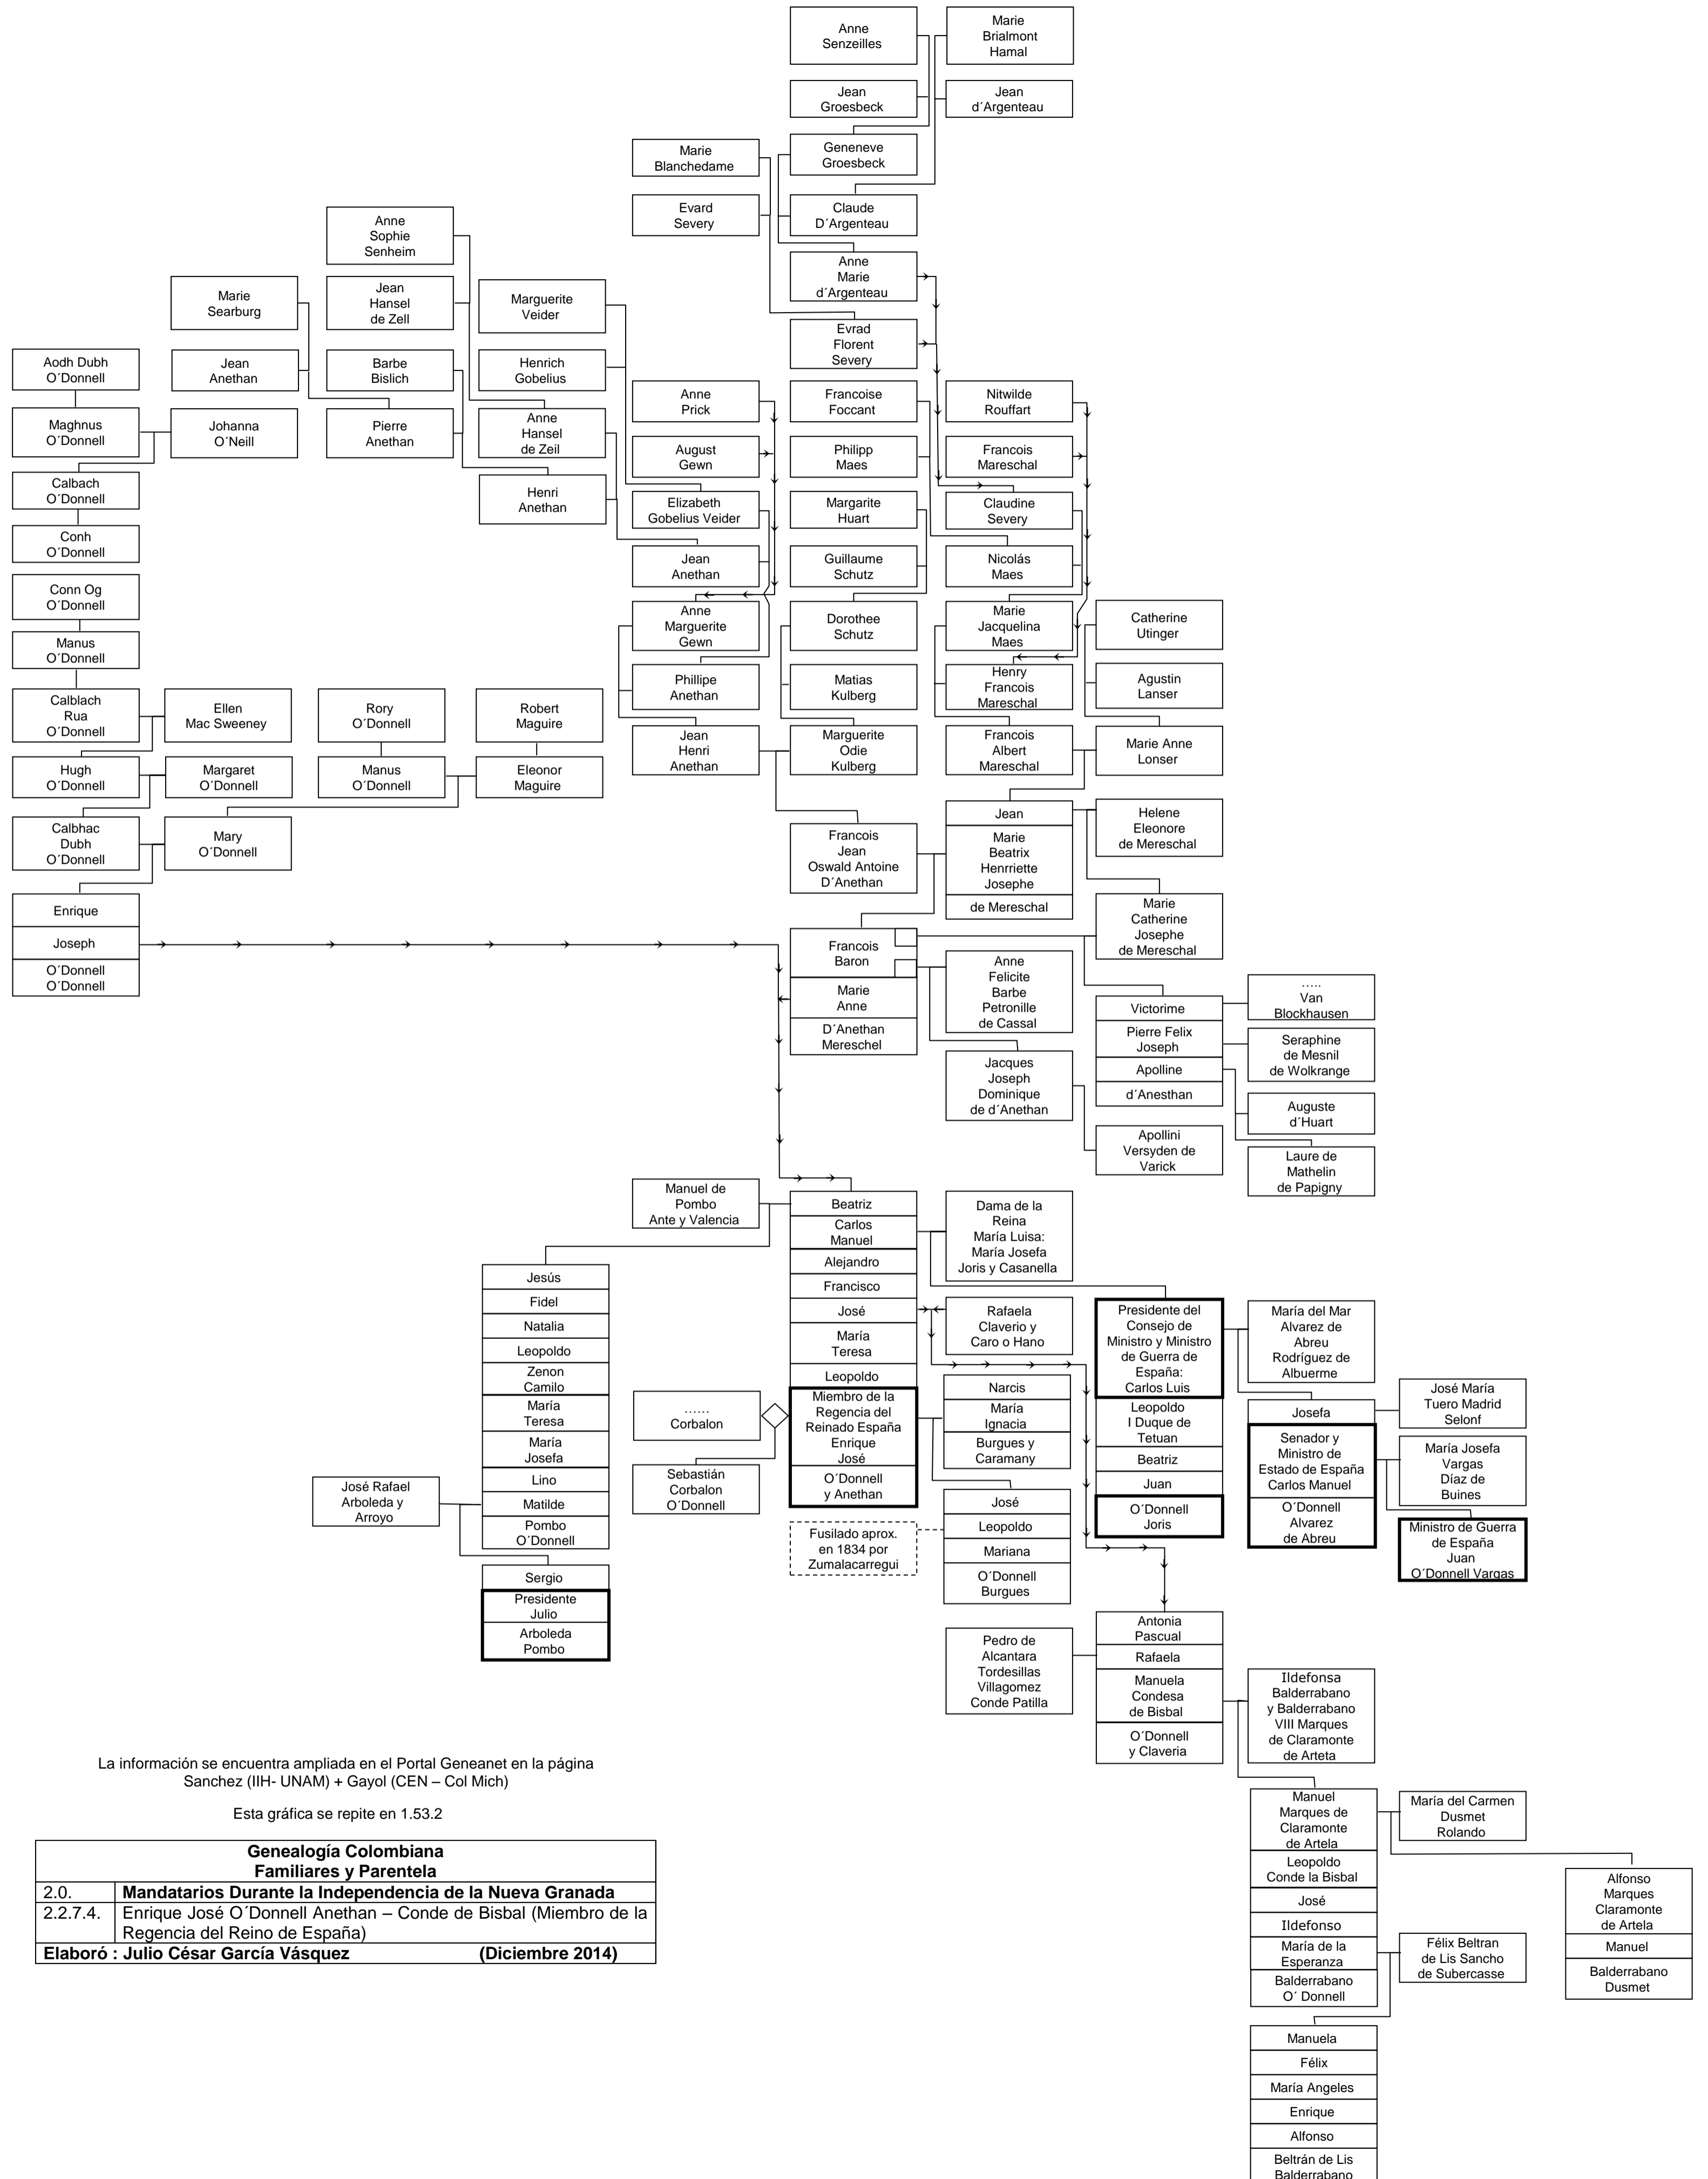 Anne
Senzeilles
Marie
Brialmont
Hamal
Jean
Groesbeck
Jean
d´Argenteau
Marie
Blanchedame
Geneneve
Groesbeck
Evard
Severy
Claude
D´Argenteau
Anne
Sophie
Senheim
Anne
Marie
d´Argenteau
Marie
Searburg
Jean
Hansel
de Zell
Marguerite
Veider
Evrad
Florent
Severy
Aodh Dubh
O´Donnell
Jean
Anethan
Barbe
Bislich
Henrich
Gobelius
Anne
Prick
Francoise
Foccant
Nitwilde
Rouffart
Maghnus
O´Donnell
Johanna
O´Neill
Pierre
Anethan
Anne
Hansel
de Zeil
August
Gewn
Philipp
Maes
Francois
Mareschal
Calbach
O´Donnell
Henri
Anethan
Elizabeth
Gobelius Veider
Margarite
Huart
Claudine
Severy
Conh
O´Donnell
Jean
Anethan
Guillaume
Schutz
Nicolás
Maes
Conn Og
O´Donnell
Anne
Marguerite
Gewn
Dorothee
Schutz
Marie
Jacquelina
Maes
Catherine
Utinger
Manus
O´Donnell
Phillipe
Anethan
Matias
Kulberg
Henry
Francois
Mareschal
Agustin
Lanser
Calblach
Rua
O´Donnell
Ellen
Mac Sweeney
Rory
O´Donnell
Robert
Maguire
Jean
Henri
Anethan
Marguerite
Odie
Kulberg
Francois
Albert
Mareschal
Marie Anne
Lonser
Hugh
O´Donnell
Margaret
O´Donnell
Manus
O´Donnell
Eleonor
Maguire
Calbhac
Dubh
O´Donnell
Mary
O´Donnell
Francois
Jean
Oswald Antoine
D´Anethan
Jean
Marie
Beatrix
Henrriette
Josephe
de Mereschal
Helene
Eleonore
de Mereschal
Enrique
Joseph
O´Donnell
O´Donnell
Francois
Baron
Marie
Anne
D´Anethan
Mereschel
Marie
Catherine
Josephe
de Mereschal
Anne
Felicite
Barbe
Petronille
de Cassal
Victorime
Pierre Felix
Joseph
Apolline
d´Anesthan
…..
Van
Blockhausen
Seraphine
de Mesnil
de Wolkrange
Jacques
Joseph
Dominique
de d´Anethan
Auguste
d´Huart
Apollini
Versyden de
Varick
Laure de
Mathelin
de Papigny
Manuel de
Pombo
Ante y Valencia
Beatriz
Carlos
Manuel
Alejandro
Francisco
José
María
Teresa
Leopoldo
Miembro de la
Regencia del
Reinado España
Enrique
José
O´Donnell
y Anethan
Dama de la
Reina
María Luisa:
María Josefa
Joris y Casanella
Jesús
Fidel
Natalia
Leopoldo
Zenon
Camilo
María
Teresa
María
Josefa
Lino
Matilde
Pombo
O´Donnell
Rafaela
Claverio y
Caro o Hano
Presidente del
Consejo de
Ministro y Ministro
de Guerra de
España:
Carlos Luis
Leopoldo
I Duque de
Tetuan
Beatriz
Juan
O´Donnell
Joris
María del Mar
Alvarez de
Abreu
Rodríguez de
Albuerme
Narcis
María
Ignacia
Burgues y
Caramany
……
Corbalon
Josefa
Senador y
Ministro de
Estado de España
Carlos Manuel
O´Donnell
Alvarez
de Abreu
José María
Tuero Madrid
Selonf
María Josefa
Vargas
Díaz de
Buines
Sebastián
Corbalon
O´Donnell
José Rafael
Arboleda y
Arroyo
José
Leopoldo
Mariana
O´Donnell
Burgues
Fusilado aprox.
en 1834 por
Zumalacarregui
Ministro de Guerra
de España
Juan
O´Donnell Vargas
Sergio
Presidente
Julio
Arboleda
Pombo
Pedro de
Alcantara
Tordesillas
Villagomez
Conde Patilla
Antonia
Pascual
Rafaela
Manuela
Condesa
de Bisbal
O´Donnell
y Claveria
Ildefonsa
Balderrabano
y Balderrabano
VIII Marques
de Claramonte
de Arteta
La información se encuentra ampliada en el Portal Geneanet en la página
Sanchez (IIH- UNAM) + Gayol (CEN – Col Mich)
Esta gráfica se repite en 1.53.2
Genealogía Colombiana
Familiares y Parentela
2.0. Mandatarios Durante la Independencia de la Nueva Granada
2.2.7.4. Enrique José O´Donnell Anethan – Conde de Bisbal (Miembro de la
Regencia del Reino de España)
Elaboró : Julio César García Vásquez (Diciembre 2014)
Manuel
Marques de
Claramonte
de Artela
Leopoldo
Conde la Bisbal
José
Ildefonso
María de la
Esperanza
Balderrabano
O´ Donnell
María del Carmen
Dusmet
Rolando
Alfonso
Marques
Claramonte
de Artela
Manuel
Balderrabano
Dusmet
Félix Beltran
de Lis Sancho
de Subercasse
Manuela
Félix
María Angeles
Enrique
Alfonso
Beltrán de Lis
Balderrabano